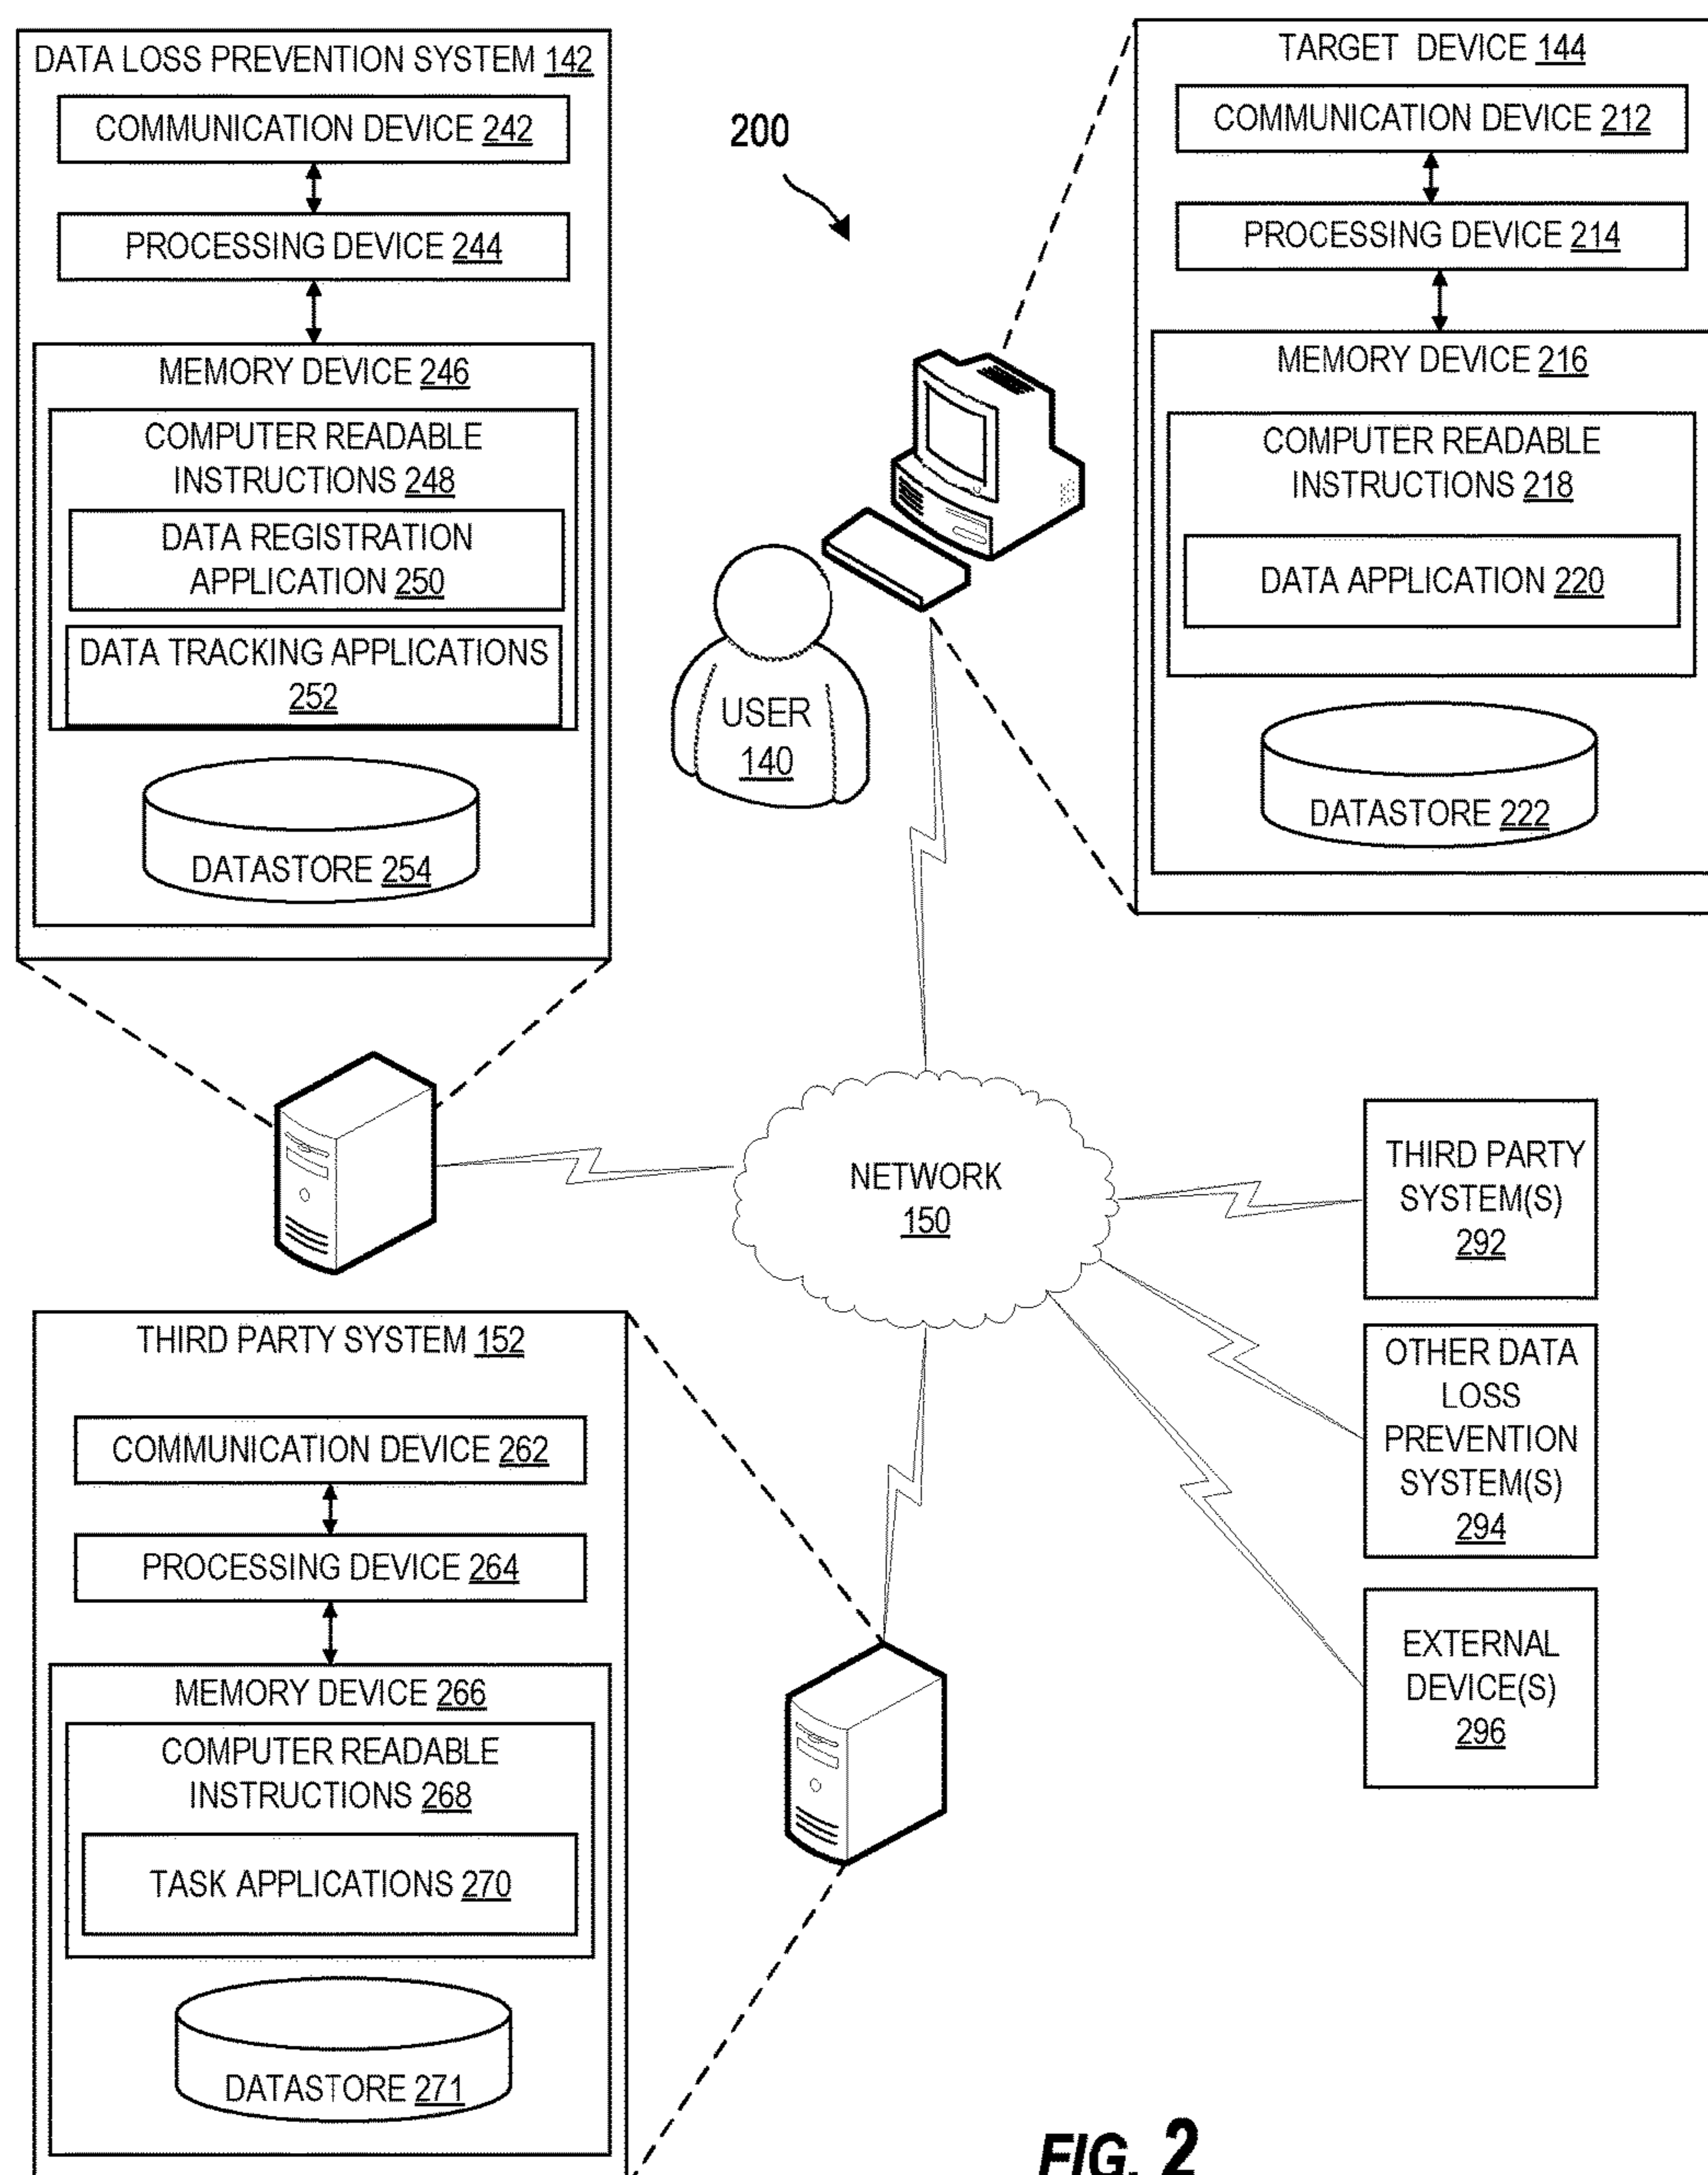 DATA LOSS PREVENTION SYSTEM 142
COMMUNICATION DEVICE 242
PROCESSING DEVICE 244
MEMORY DEVICE 246
COMPUTER READABLE
INSTRUCTIONS 248
DATA REGISTRATION
APPLICATION 250
DATA TRACKING APPLICATIONS
252
DATASTORE 254
200
TARGET DEVICE 144
COMMUNICATION DEVICE 212
PROCESSING DEVICE 214
MEMORY DEVICE 216
COMPUTER READABLE
INSTRUCTIONS 218
DATA APPLICATION 220
DATASTORE 222
USER
140
NETWORK
150
THIRD PARTY
SYSTEM(S)
292
OTHER DATA
LOSS
PREVENTION
SYSTEM(S)
294
EXTERNAL
DEVICE(S)
296
THIRD PARTY SYSTEM 152
COMMUNICATION DEVICE 262
PROCESSING DEVICE 264
MEMORY DEVICE 266
COMPUTER READABLE
INSTRUCTIONS 268
TASK APPLICATIONS 270
DATASTORE 271
FIG. 2